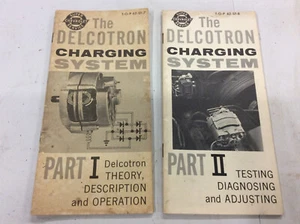 The
DELCOTRON
CHARGING
SYSTEM
PART I
Delcotron
THEORY,
DESCRIPTION
and OPERATION
The
DELCOTRON
CHARGING
SYSTEM
PART II
TESTING
DIAGNOSING
and ADJUSTING